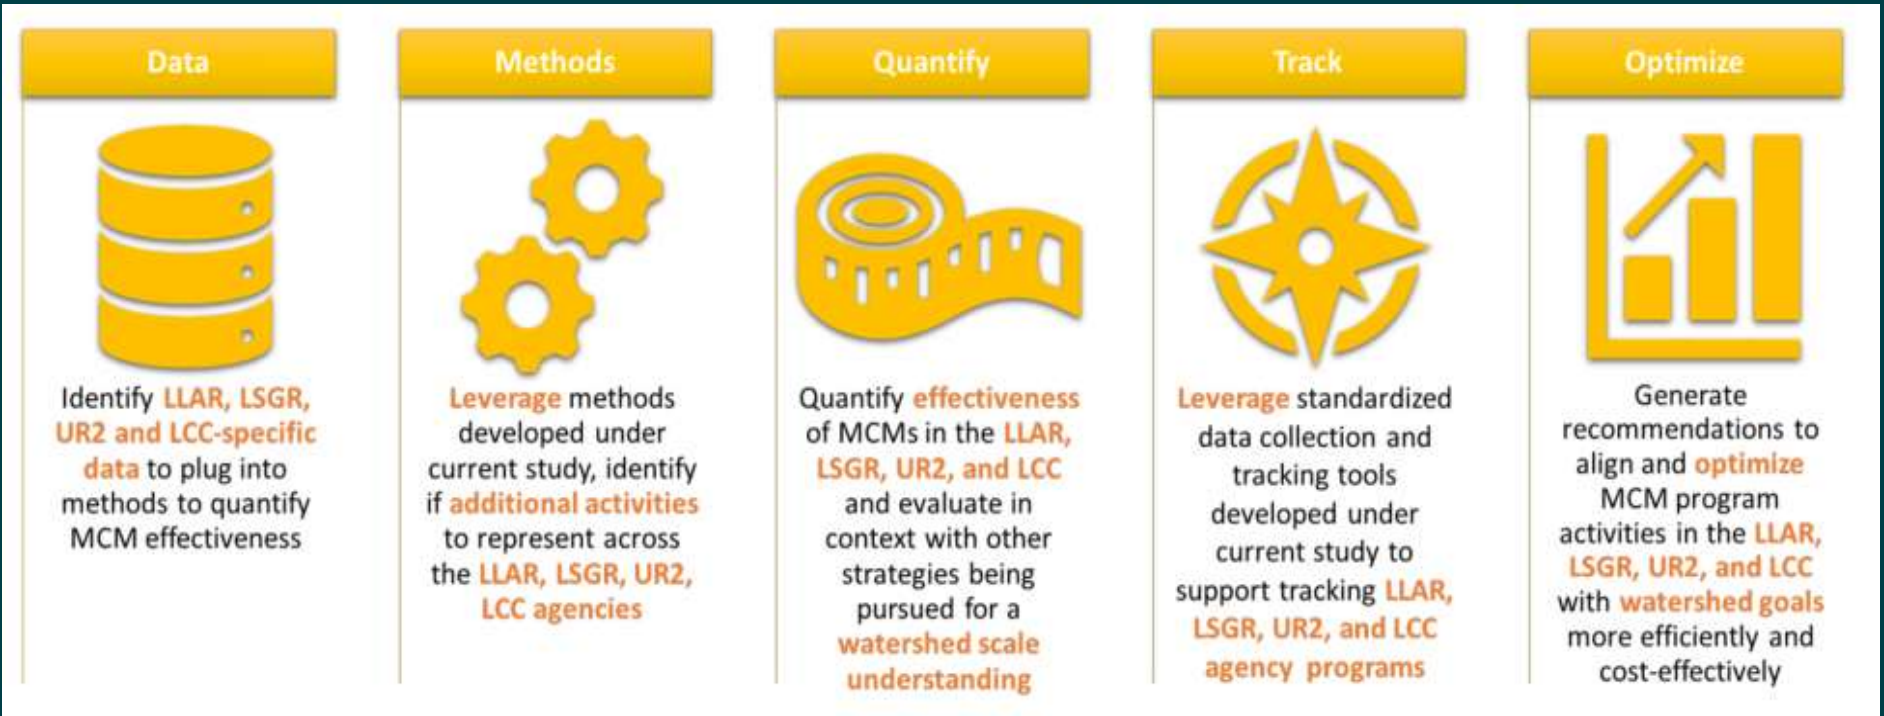 Data
Identify LLAR, LSGR,
UR2 and LCC-specific
data to plug into
methods to quantify
MCM effectiveness
Methods
Leverage methods
developed under
current study, identify
if additional activities
to represent across
the LLAR, LSGR, UR2,
LCC agencies
Quantify
Quantify effectiveness
of MCMs in the LLAR,
LSGR, UR2, and LCC
and evaluate in
context with other
strategies being
pursued for a
watershed scale
understanding
Track
Leverage standardized
data collection and
tracking tools
developed under
current study to
support tracking LLAR,
LSGR, UR2, and LCC
agency programs
Optimize
Generate
recommendations to
align and optimize
MCM program
activities in the LLAR,
LSGR, UR2, and LCC
with watershed goals
more efficiently and
cost-effectively